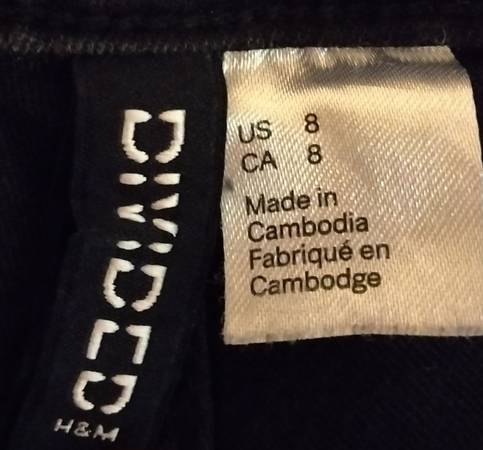 DIVIDED
H&M
US 8
CA 8
Made in
Cambodia
Fabriqué en
Cambodge